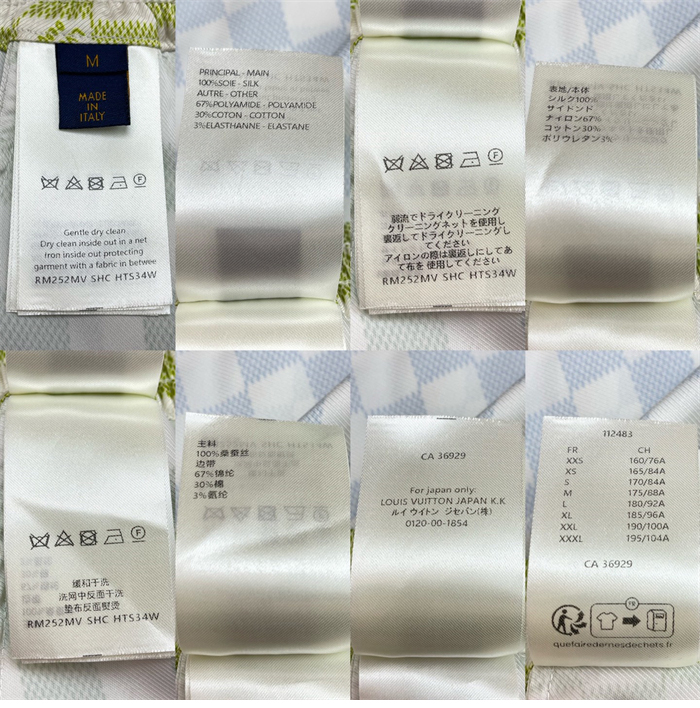 M
MADE
IN
ITALY
F
Gentle dry clean
Dry clean inside out in a net
Iron inside out protecting
garment with a fabric in betwee
RM252MV SHC HTS34W
PRINCIPAL - MAIN
100%SOIE - SILK
AUTRE - OTHER
67%POLYAMIDE - POLYAMIDE
30%COTON - COTTON
3%ELASTHANNE - ELASTANE
F
弱流でドライクリーニング
クリーニングネットを使用し
裏返してドライクリーニングし
てください
アイロンの際は裏返しにしてあ
て布を使用してください
RM252MV SHC HTS34W
表地/本体
シルク100%
サイドンド
ナイロン67%
コットン30%
ポリウレタン3%
F
缓和干洗
洗网中反面干洗
垫布反面熨烫
RM252MV SHC HTS34W
主料
100%桑蚕丝
边带
67%锦纶
30%棉
3%氨纶
CA 36929
For japan only:
LOUIS VUITTON JAPAN K.K
ルイ ウイトン ジセパン(株)
0120-00-1854
112483
FR CH
XXS 160/76A
XS 165/84A
S 170/84A
M 175/88A
L 180/92A
XL 185/96A
XXL 190/100A
XXXL 195/104A
CA 36929
FR
quefairedemesdechets.fr